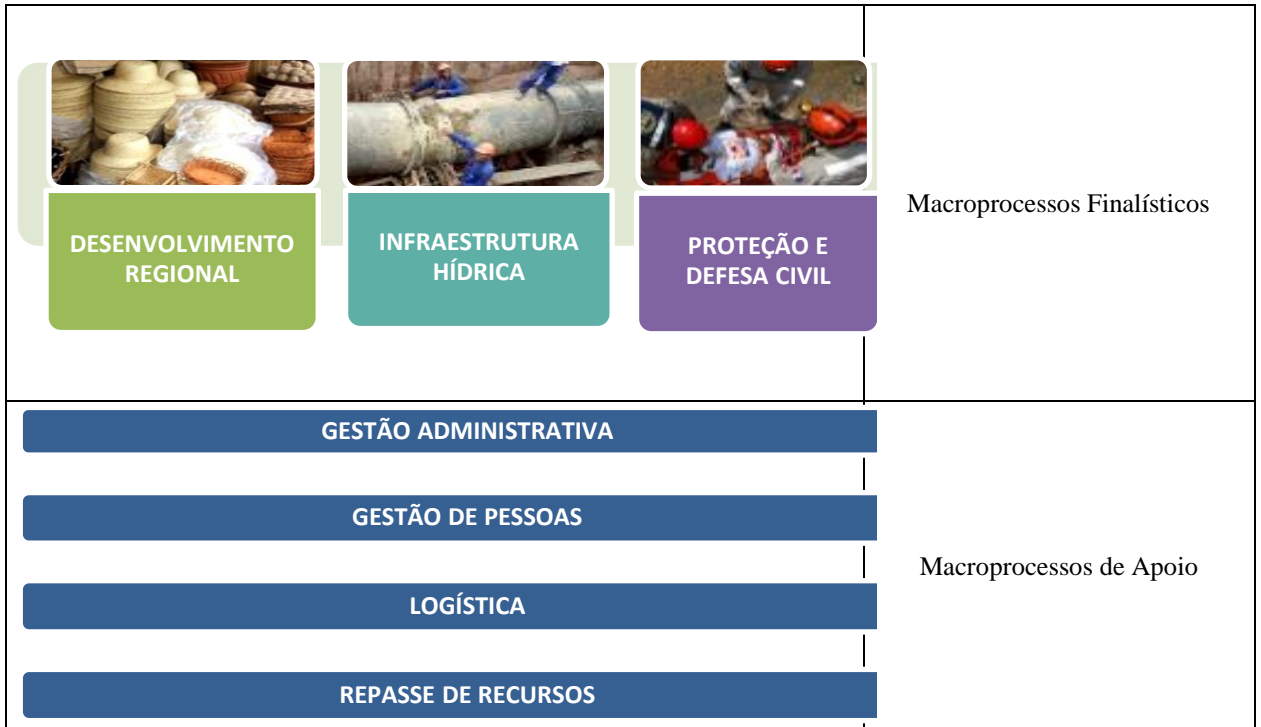 DESENVOLVIMENTO
REGIONAL
INFRAESTRUTURA
HÍDRICA
PROTEÇÃO E
DEFESA CIVIL
Macroprocessos Finalísticos
GESTÃO ADMINISTRATIVA
GESTÃO DE PESSOAS
LOGÍSTICA
REPASSE DE RECURSOS
Macroprocessos de Apoio